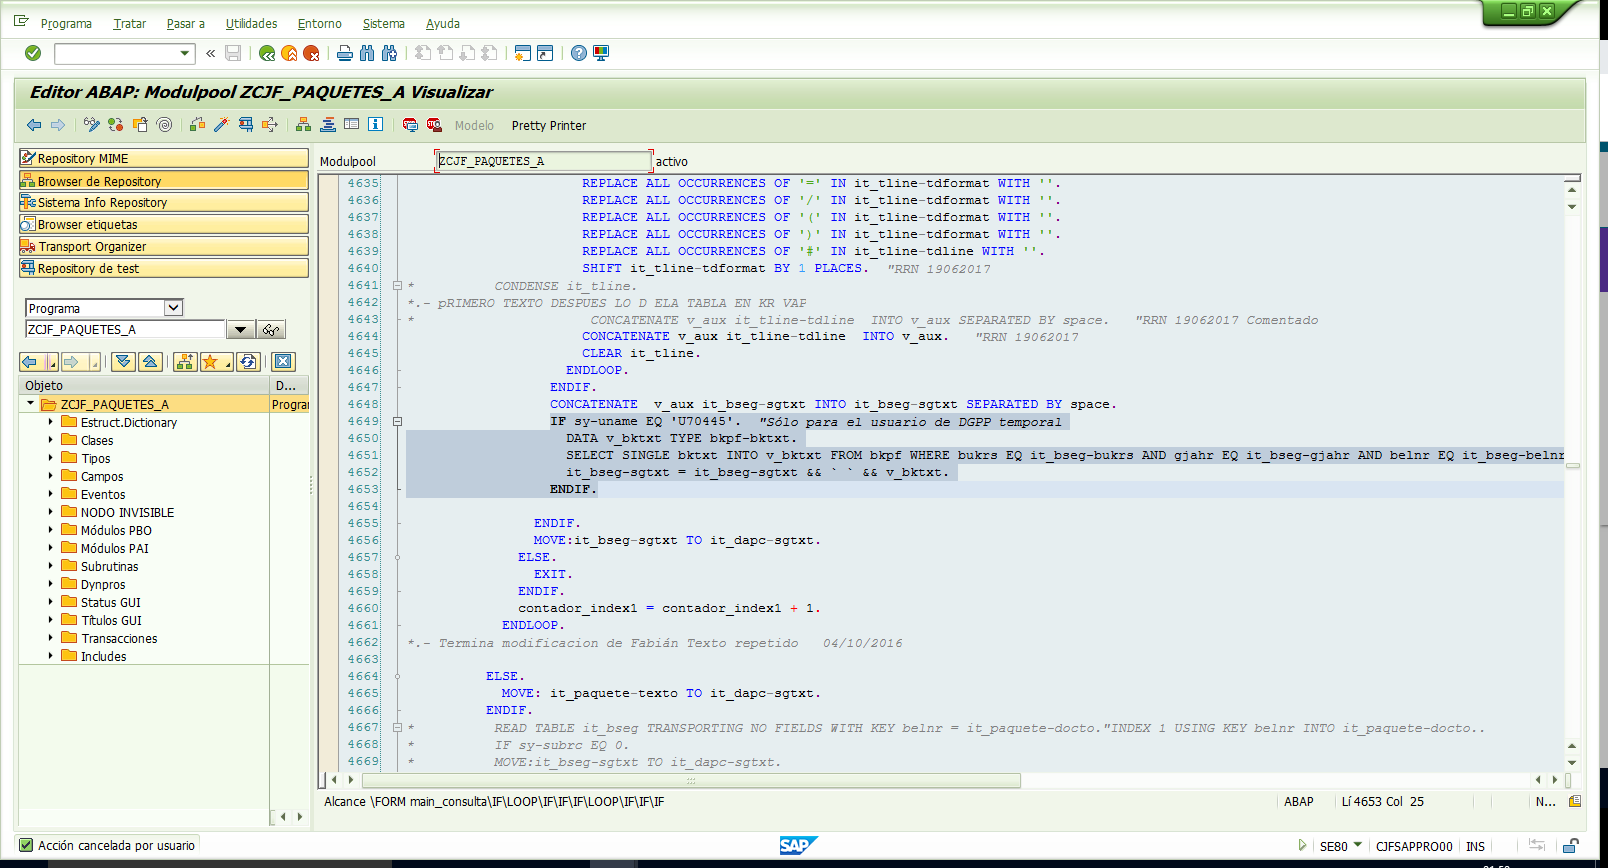 Programa Tratar Pasar a Utilidades Entorno Sistema Ayuda
Editor ABAP: Modulpool ZCJF_PAQUETES_A Visualizar
Modelo Pretty Printer
Repository MIME
Browser de Repository
Sistema Info Repository
Browser etiquetas
Transport Organizer
Repository de test
Programa
ZCJF_PAQUETES_A
Objeto D...
ZCJF_PAQUETES_A Progra
Estruct.Dictionary
Clases
Tipos
Campos
Eventos
NODO INVISIBLE
Módulos PBO
Módulos PAI
Subrutinas
Dynpros
Status GUI
Títulos GUI
Transacciones
Includes
Modulpool ZCJF_PAQUETES_A activo
4635 REPLACE ALL OCCURRENCES OF '=' IN it_tline-tdformat WITH ''.
4636 REPLACE ALL OCCURRENCES OF '/' IN it_tline-tdformat WITH ''.
4637 REPLACE ALL OCCURRENCES OF '(' IN it_tline-tdformat WITH ''.
4638 REPLACE ALL OCCURRENCES OF ')' IN it_tline-tdformat WITH ''.
4639 REPLACE ALL OCCURRENCES OF '#' IN it_tline-tdline WITH ''.
4640 SHIFT it_tline-tdformat BY 1 PLACES. "RRN 19062017
4641 * CONDENSE it_tline.
4642 *.- pRIMERO TEXTO DESPUES LO D ELA TABLA EN KR VAP
4643 * CONCATENATE v_aux it_tline-tdline INTO v_aux SEPARATED BY space. "RRN 19062017 Comentado
4644 CONCATENATE v_aux it_tline-tdline INTO v_aux. "RRN 19062017
4645 CLEAR it_tline.
4646 ENDLOOP.
4647 ENDIF.
4648 CONCATENATE v_aux it_bseg-sgtxt INTO it_bseg-sgtxt SEPARATED BY space.
4649 IF sy-uname EQ 'U70445'. "Sólo para el usuario de DGPP temporal
4650 DATA v_bktxt TYPE bkpf-bktxt.
4651 SELECT SINGLE bktxt INTO v_bktxt FROM bkpf WHERE bukrs EQ it_bseg-bukrs AND gjahr EQ it_bseg-gjahr AND belnr EQ it_bseg-belnr
4652 it_bseg-sgtxt = it_bseg-sgtxt && ` ` && v_bktxt.
4653 ENDIF.
4654
4655 ENDIF.
4656 MOVE:it_bseg-sgtxt TO it_dapc-sgtxt.
4657 ELSE.
4658 EXIT.
4659 ENDIF.
4660 contador_index1 = contador_index1 + 1.
4661 ENDLOOP.
4662 *.- Termina modificacion de Fabián Texto repetido 04/10/2016
4663
4664 ELSE.
4665 MOVE: it_paquete-texto TO it_dapc-sgtxt.
4666 ENDIF.
4667 * READ TABLE it_bseg TRANSPORTING NO FIELDS WITH KEY belnr = it_paquete-docto."INDEX 1 USING KEY belnr INTO it_paquete-docto..
4668 * IF sy-subrc EQ 0.
4669 * MOVE:it_bseg-sgtxt TO it_dapc-sgtxt.
Alcance \FORM main_consulta\IF\LOOP\IF\IF\IF\LOOP\IF\IF\IF ABAP Lí 4653 Col 25 N...
Acción cancelada por usuario SAP SE80 CJFSAPPRO00 INS